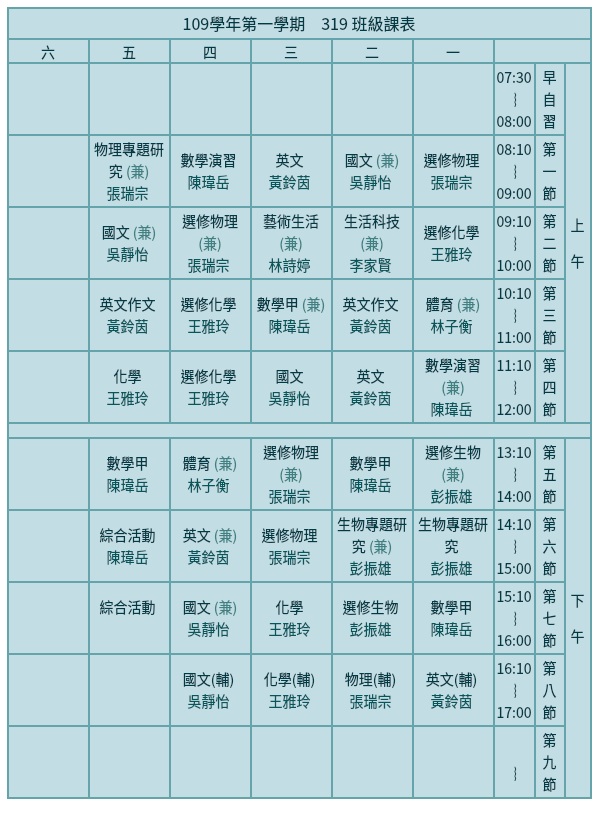 109學年第一學期 319 班級課表
六 五 四 三 二 一
07:30
⌇
08:00
早
自
習
上
午
物理專題研
究 (兼)
張瑞宗
數學演習
陳瑋岳
英文
黃鈴茵
國文 (兼)
吳靜怡
選修物理
張瑞宗
08:10
⌇
09:00
第
一
節
國文 (兼)
吳靜怡
選修物理
(兼)
張瑞宗
藝術生活
(兼)
林詩婷
生活科技
(兼)
李家賢
選修化學
王雅玲
09:10
⌇
10:00
第
二
節
英文作文
黃鈴茵
選修化學
王雅玲
數學甲 (兼)
陳瑋岳
英文作文
黃鈴茵
體育 (兼)
林子衡
10:10
⌇
11:00
第
三
節
化學
王雅玲
選修化學
王雅玲
國文
吳靜怡
英文
黃鈴茵
數學演習
(兼)
陳瑋岳
11:10
⌇
12:00
第
四
節
數學甲
陳瑋岳
體育 (兼)
林子衡
選修物理
(兼)
張瑞宗
數學甲
陳瑋岳
選修生物
(兼)
彭振雄
13:10
⌇
14:00
第
五
節
下
午
綜合活動
陳瑋岳
英文 (兼)
黃鈴茵
選修物理
張瑞宗
生物專題研
究 (兼)
彭振雄
生物專題研
究
彭振雄
14:10
⌇
15:00
第
六
節
綜合活動
國文 (兼)
吳靜怡
化學
王雅玲
選修生物
彭振雄
數學甲
陳瑋岳
15:10
⌇
16:00
第
七
節
國文(輔)
吳靜怡
化學(輔)
王雅玲
物理(輔)
張瑞宗
英文(輔)
黃鈴茵
16:10
⌇
17:00
第
八
節
⌇
第
九
節